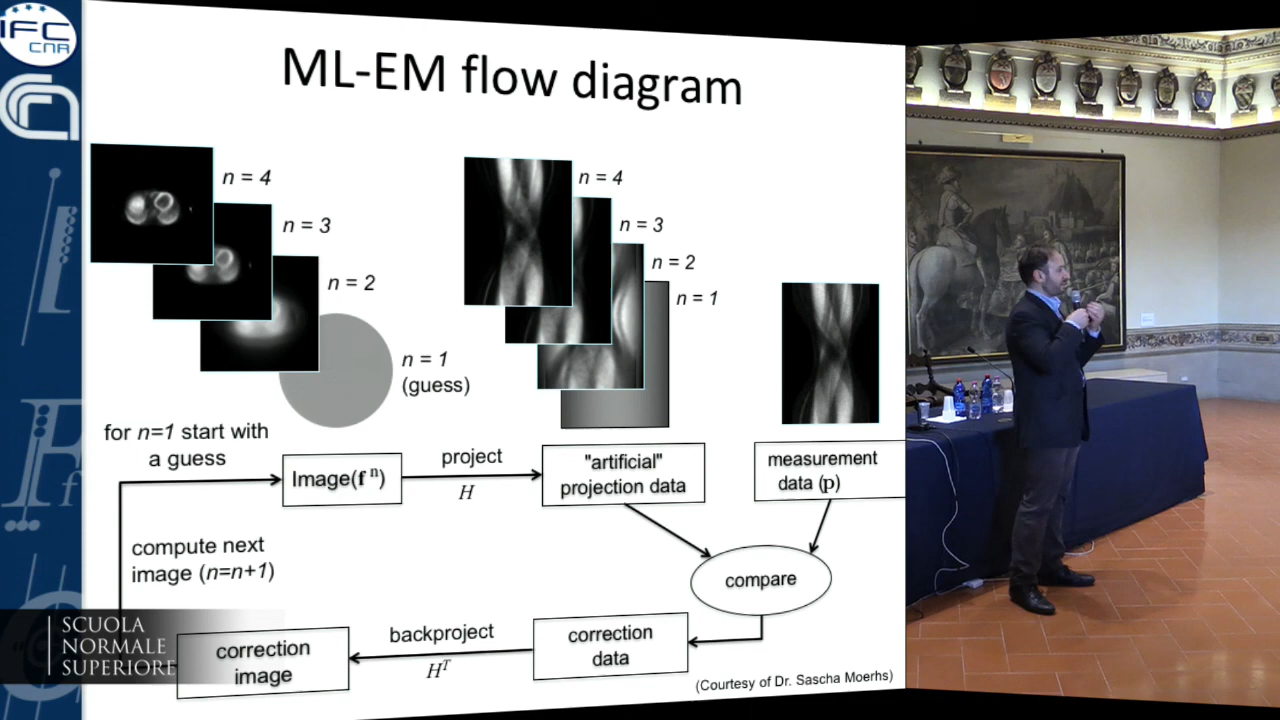 IFC
CNR
ML-EM flow diagram
n = 4
n = 3
n = 2
n = 1
(guess)
n = 4
n = 3
n = 2
n = 1
for n=1 start with
a guess
Image(f n)
project
H
"artificial"
projection data
measurement
data (p)
compute next
image (n=n+1)
compare
correction
image
backproject
H^T
correction
data
(Courtesy of Dr. Sascha Moerhs)
SCUOLA
NORMALE
SUPERIORE